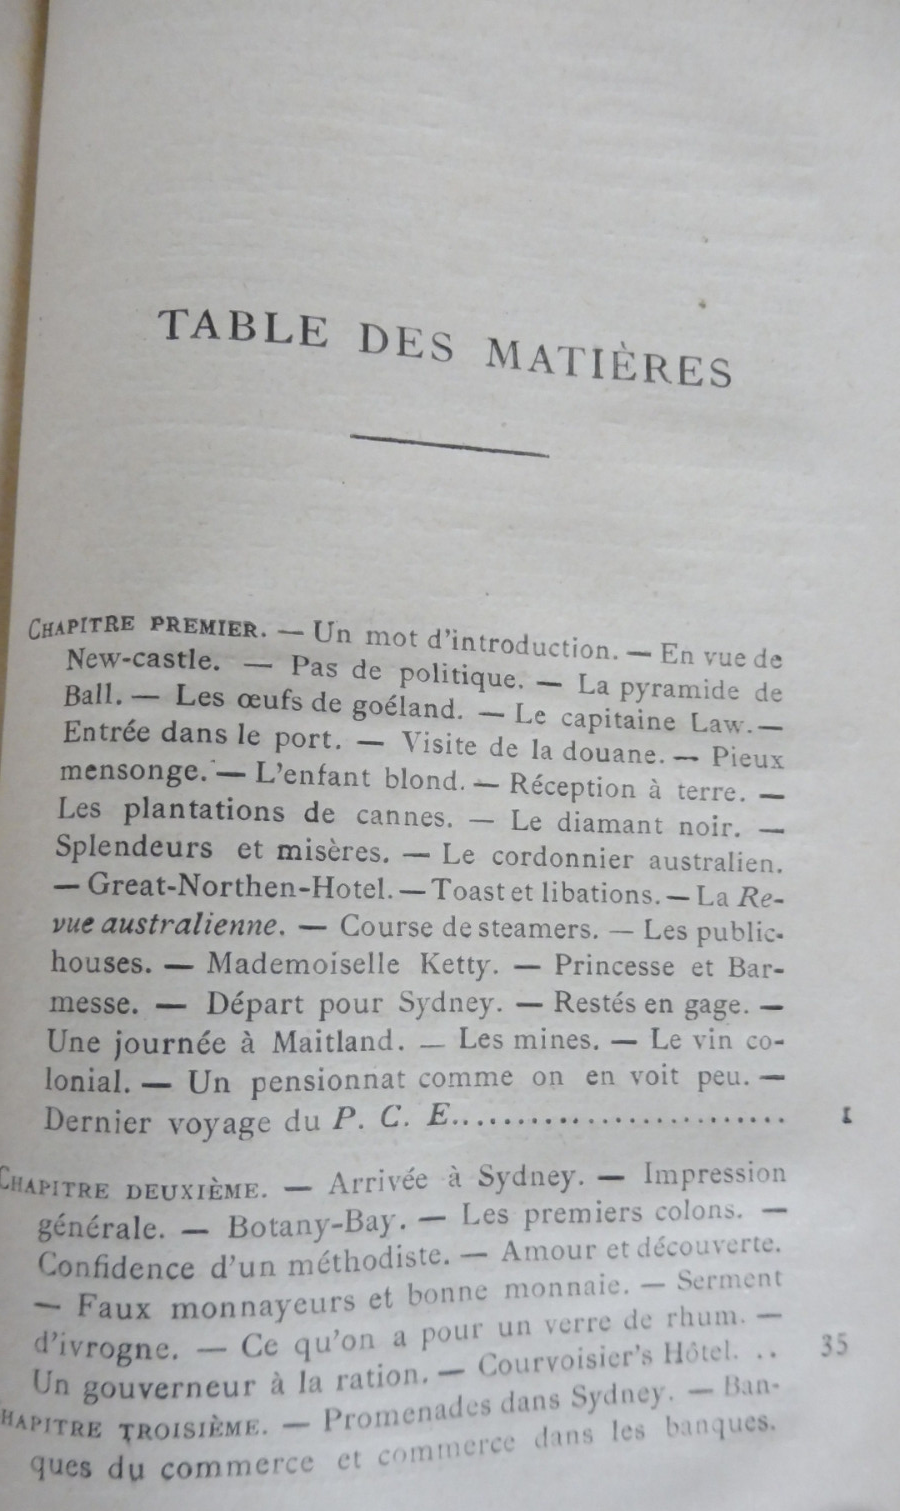 TABLE DES MATIÈRES
CHAPITRE PREMIER. — Un mot d'introduction. — En vue de
New-castle. — Pas de politique. — La pyramide de
Ball. — Les œufs de goéland. — Le capitaine Law. —
Entrée dans le port. — Visite de la douane. — Pieux
mensonge. — L'enfant blond. — Réception à terre. —
Les plantations de cannes. — Le diamant noir. —
Splendeurs et misères. — Le cordonnier australien.
— Great-Northen-Hotel. — Toast et libations. — La Re-
vue australienne. — Course de steamers. — Les public-
houses. — Mademoiselle Ketty. — Princesse et Bar-
messe. — Départ pour Sydney. — Restés en gage. —
Une journée à Maitland. — Les mines. — Le vin co-
lonial. — Un pensionnat comme on en voit peu. —
Dernier voyage du P. C. E.......................... 1
CHAPITRE DEUXIÈME. — Arrivée à Sydney. — Impression
générale. — Botany-Bay. — Les premiers colons. —
Confidence d'un méthodiste. — Amour et découverte.
— Faux monnayeurs et bonne monnaie. — Serment
d'ivrogne. — Ce qu'on a pour un verre de rhum. —
Un gouverneur à la ration. — Courvoisier's Hôtel. .. 35
HAPITRE TROISIÈME. — Promenades dans Sydney. — Ban-
ques du commerce et commerce dans les banques.